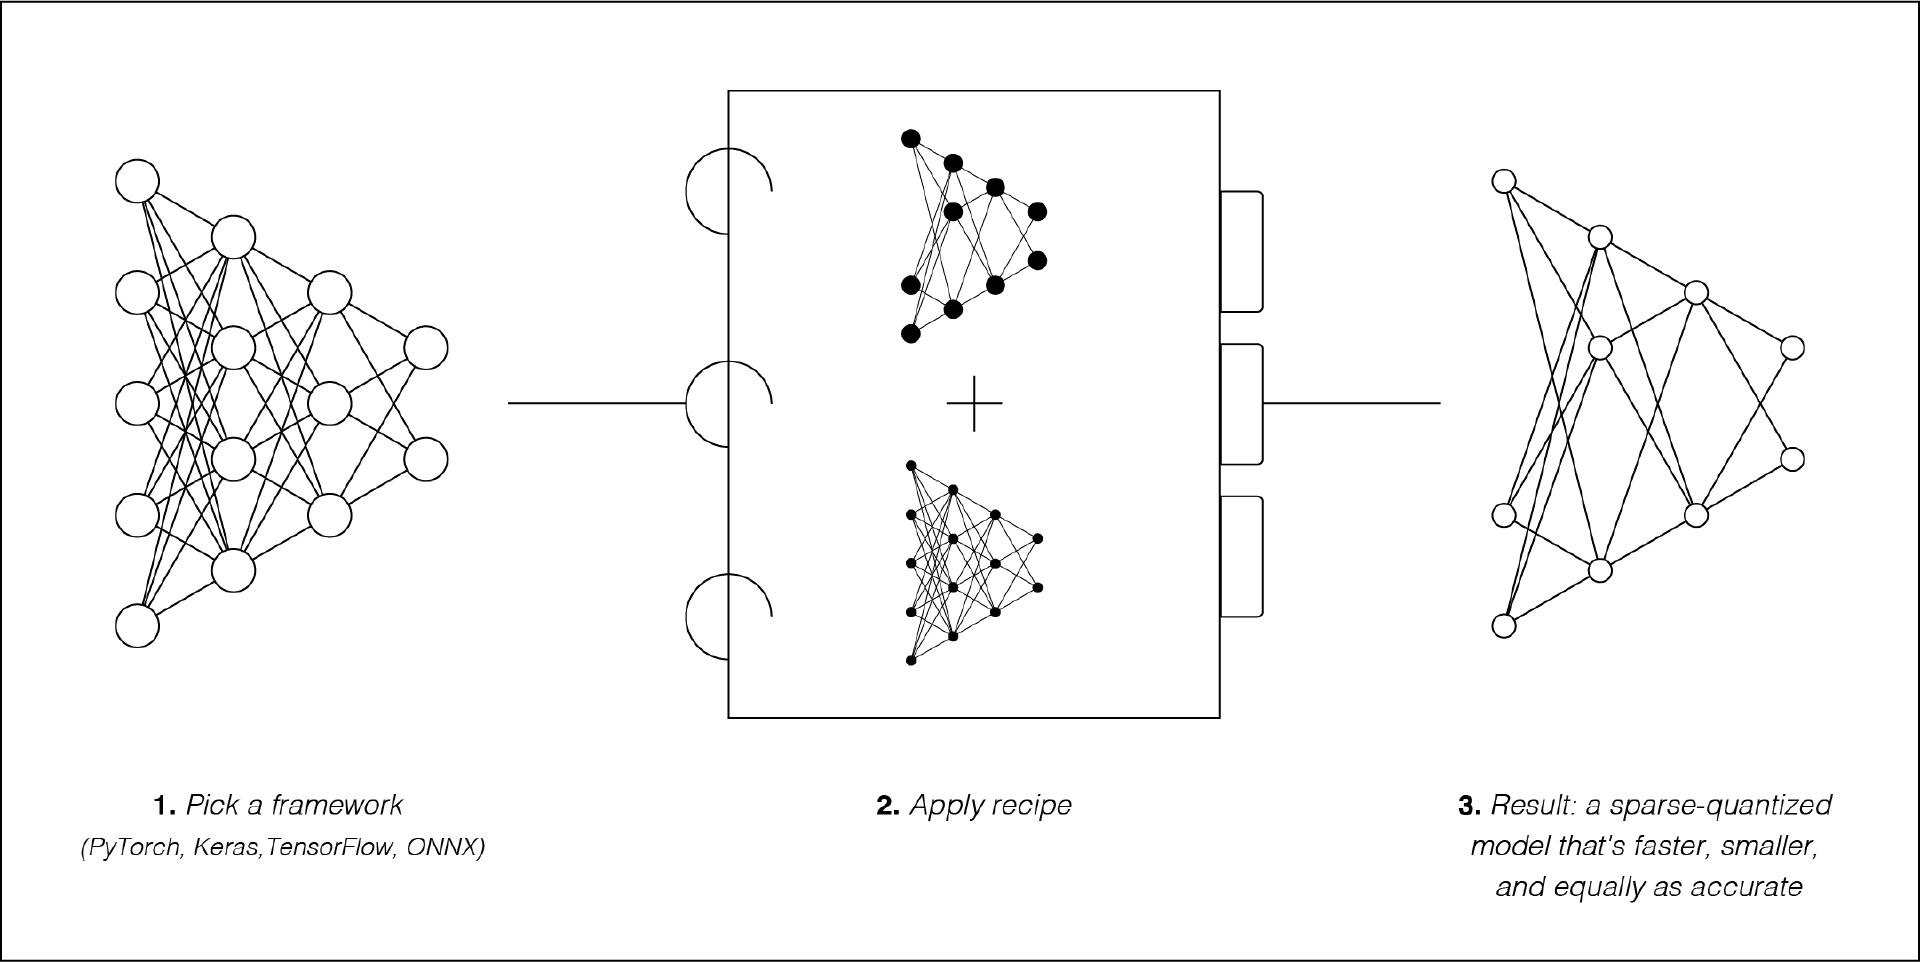 1. Pick a framework
(PyTorch, Keras,TensorFlow, ONNX)
2. Apply recipe
3. Result: a sparse-quantized
model that's faster, smaller,
and equally as accurate